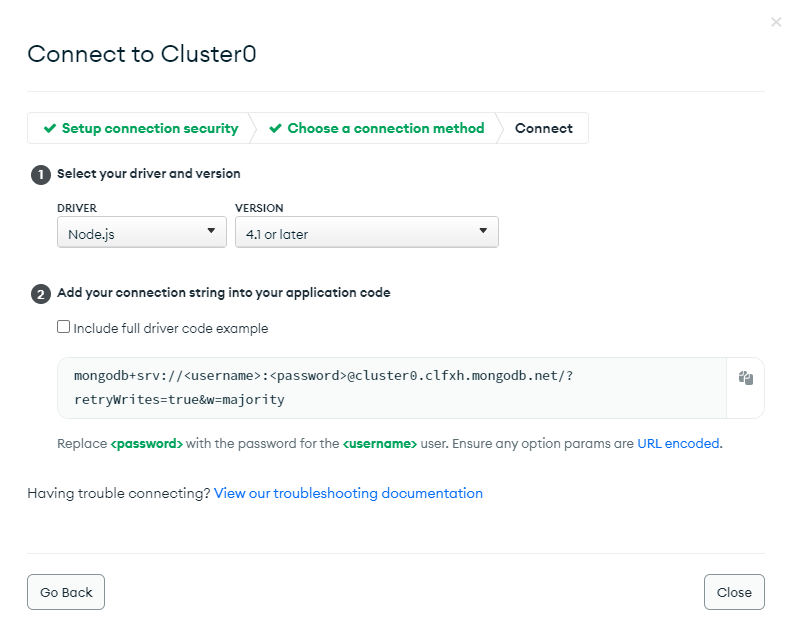 Connect to Cluster0
Setup connection security
Choose a connection method
Connect
1 Select your driver and version
DRIVER
VERSION
Node.js
4.1 or later
2 Add your connection string into your application code
Include full driver code example
mongodb+srv://<username>:<password>@cluster0.clfxh.mongodb.net/?
retryWrites=true&w=majority
Replace <password> with the password for the <username> user. Ensure any option params are URL encoded.
Having trouble connecting? View our troubleshooting documentation
Go Back
Close